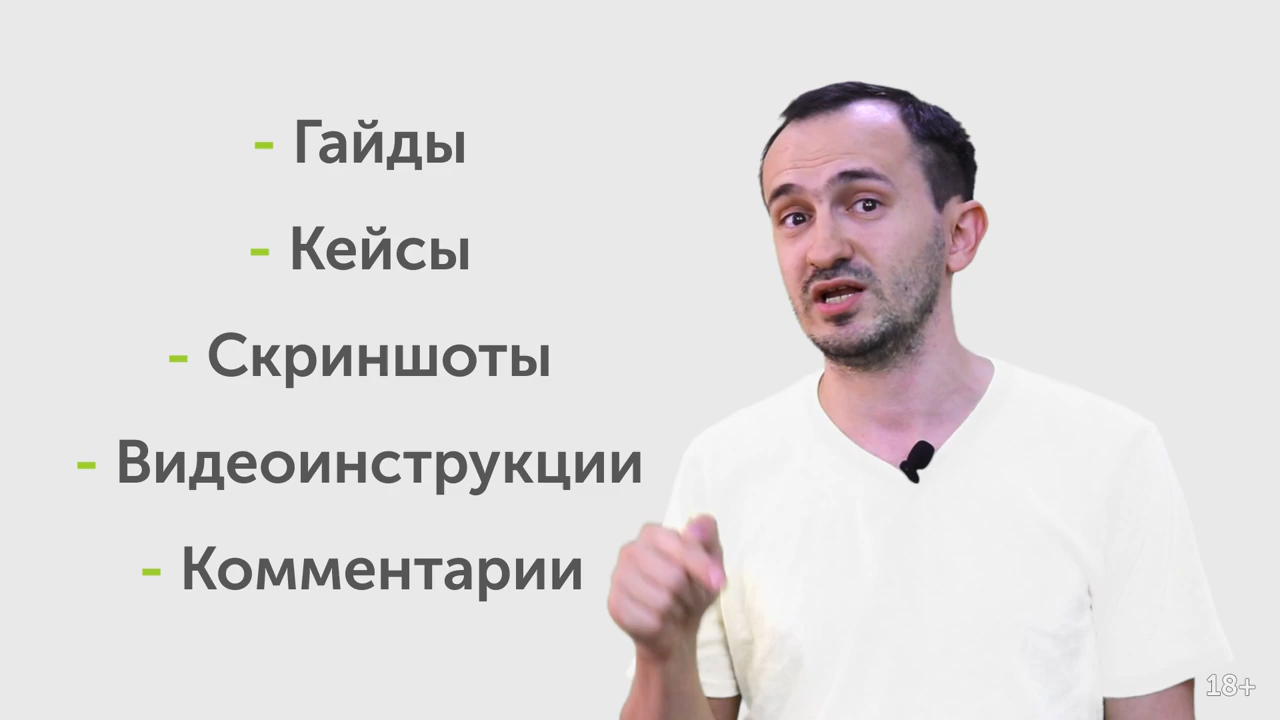 - Гайды
- Кейсы
- Скриншоты
- Видеоинструкции
- Комментарии
18+